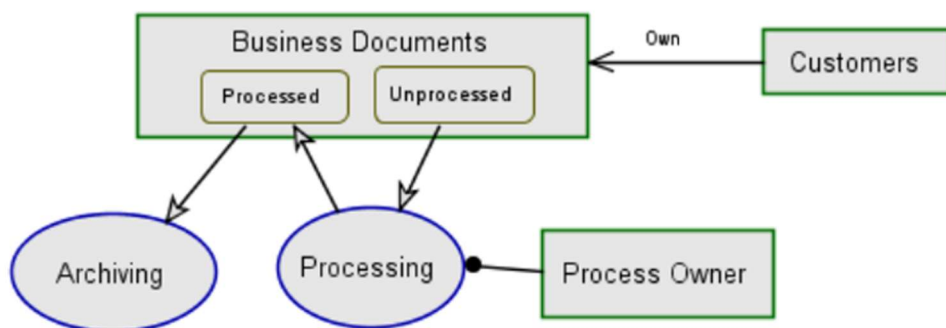 Business Documents
Own
Customers
Processed
Unprocessed
Archiving
Processing
Process Owner